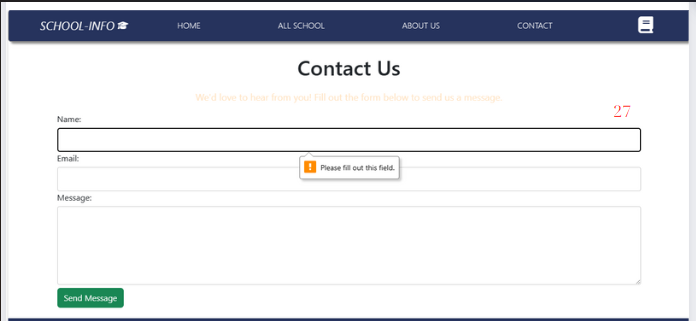 SCHOOL-INFO HOME ALL SCHOOL ABOUT US CONTACT
Contact Us
We'd love to hear from you! Fill out the form below to send us a message.
27
Name:
Email:
Please fill out this field.
Message:
Send Message